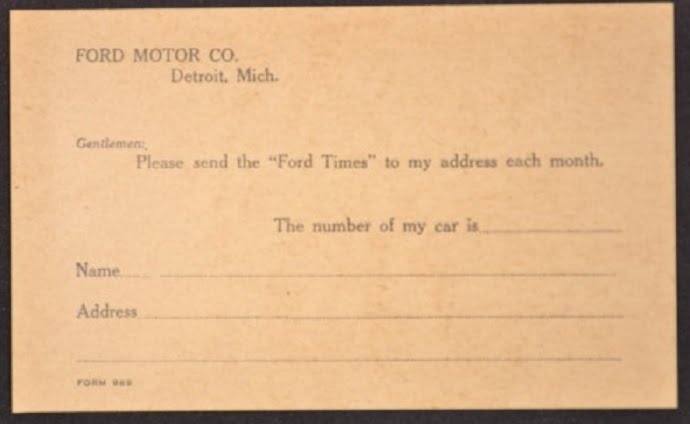 FORD MOTOR CO.
Detroit, Mich.
Gentlemen:
Please send the "Ford Times" to my address each month.
The number of my car is
Name
Address
FORM